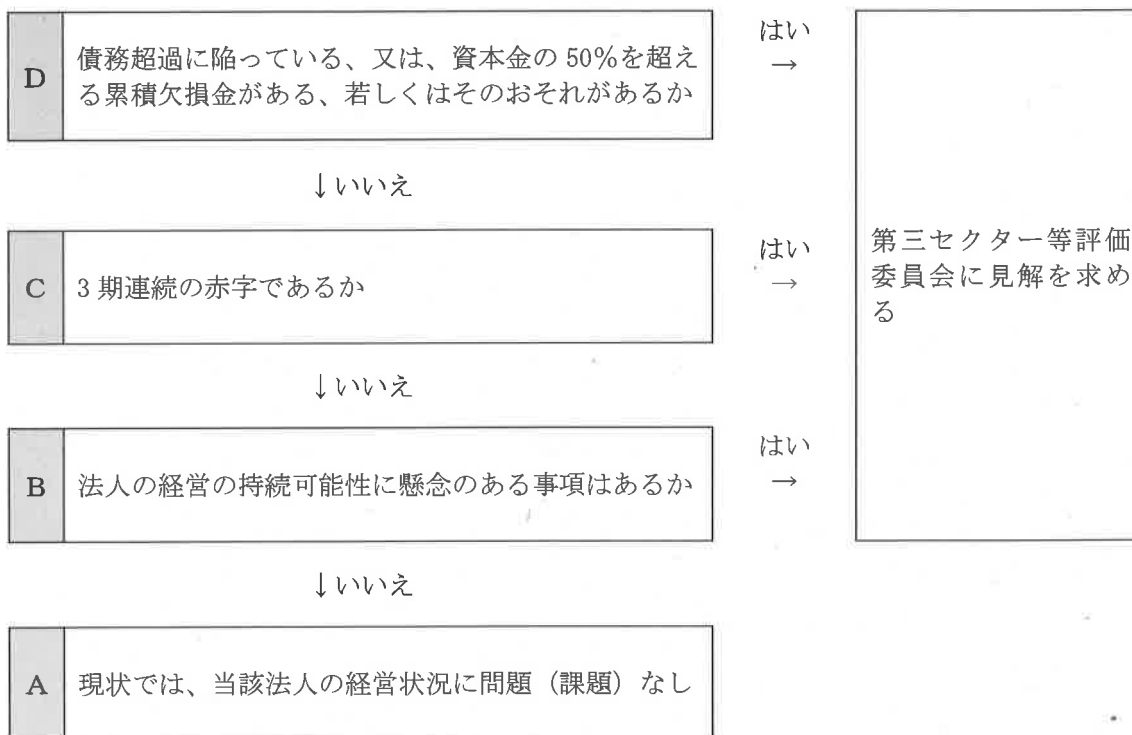 D
債務超過に陥っている、又は、資本金の50％を超え
る累積欠損金がある、若しくはそのおそれがあるか
はい
→
↓いいえ
C
3期連続の赤字であるか
はい
→
第三セクター等評価
委員会に見解を求め
る
↓いいえ
B
法人の経営の持続可能性に懸念のある事項はあるか
はい
→
↓いいえ
A
現状では、当該法人の経営状況に問題（課題）なし